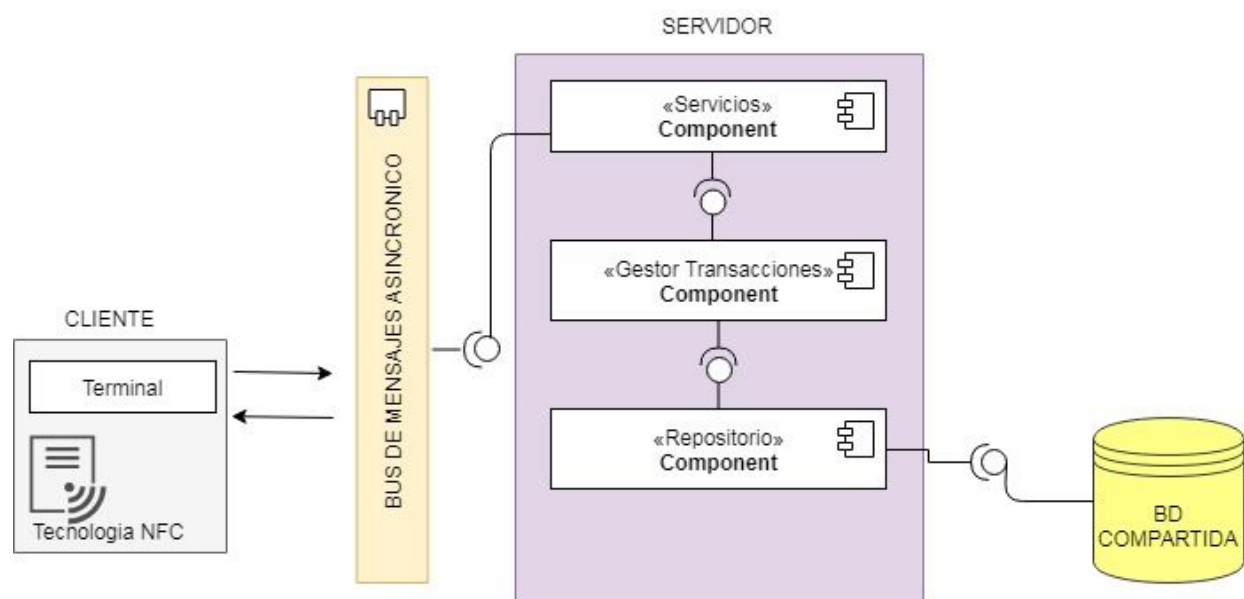 SERVIDOR
«Servicios»
Component
BUS DE MENSAJES ASINCRONICO
«Gestor Transacciones»
Component
CLIENTE
Terminal
«Repositorio»
Component
Tecnologia NFC
BD
COMPARTIDA